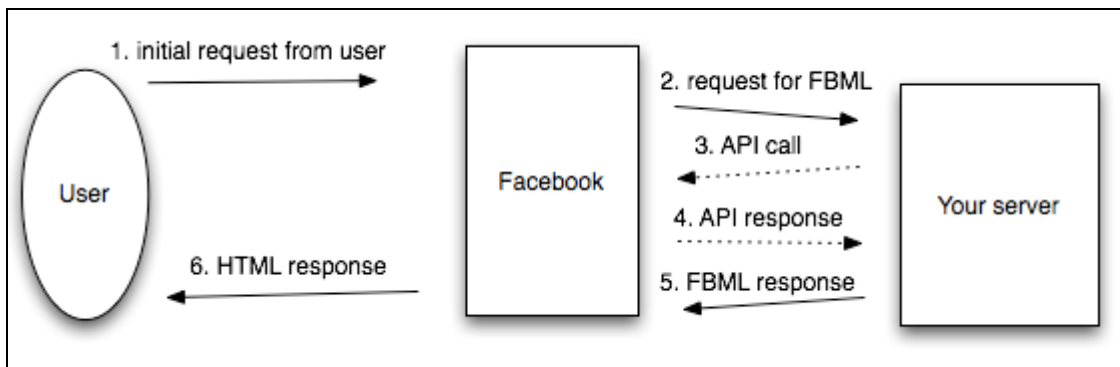 1. initial request from user
2. request for FBML
3. API call
User
Facebook
Your server
4. API response
6. HTML response
5. FBML response